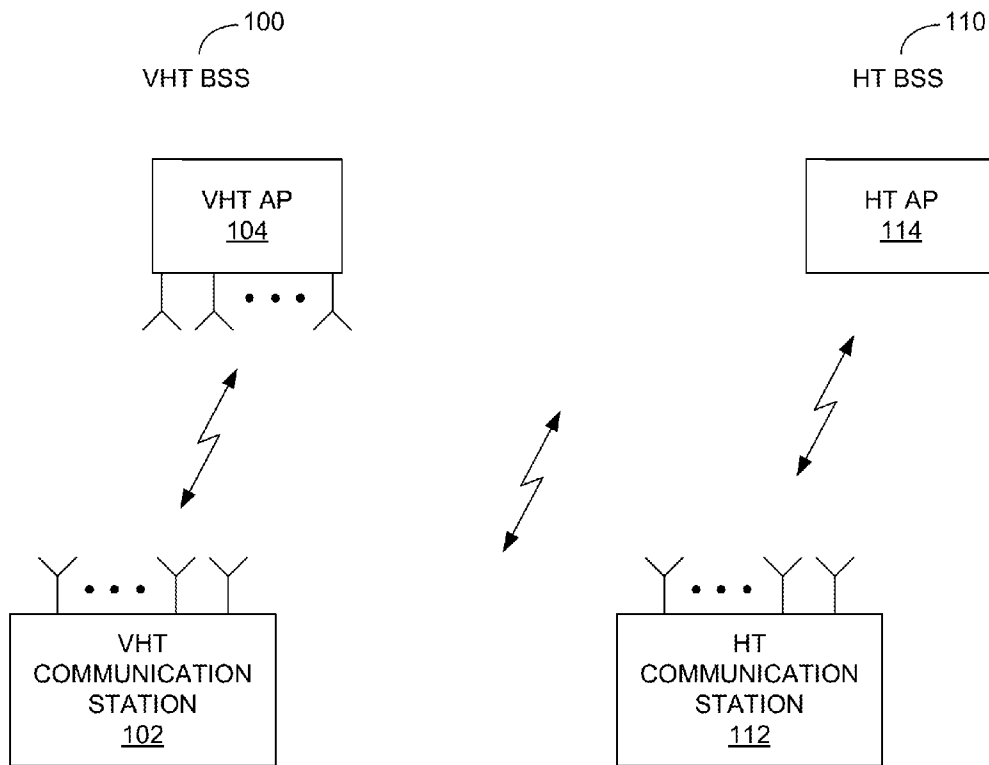 100
VHT BSS
110
HT BSS
VHT AP
104
HT AP
114
VHT
COMMUNICATION
STATION
102
HT
COMMUNICATION
STATION
112